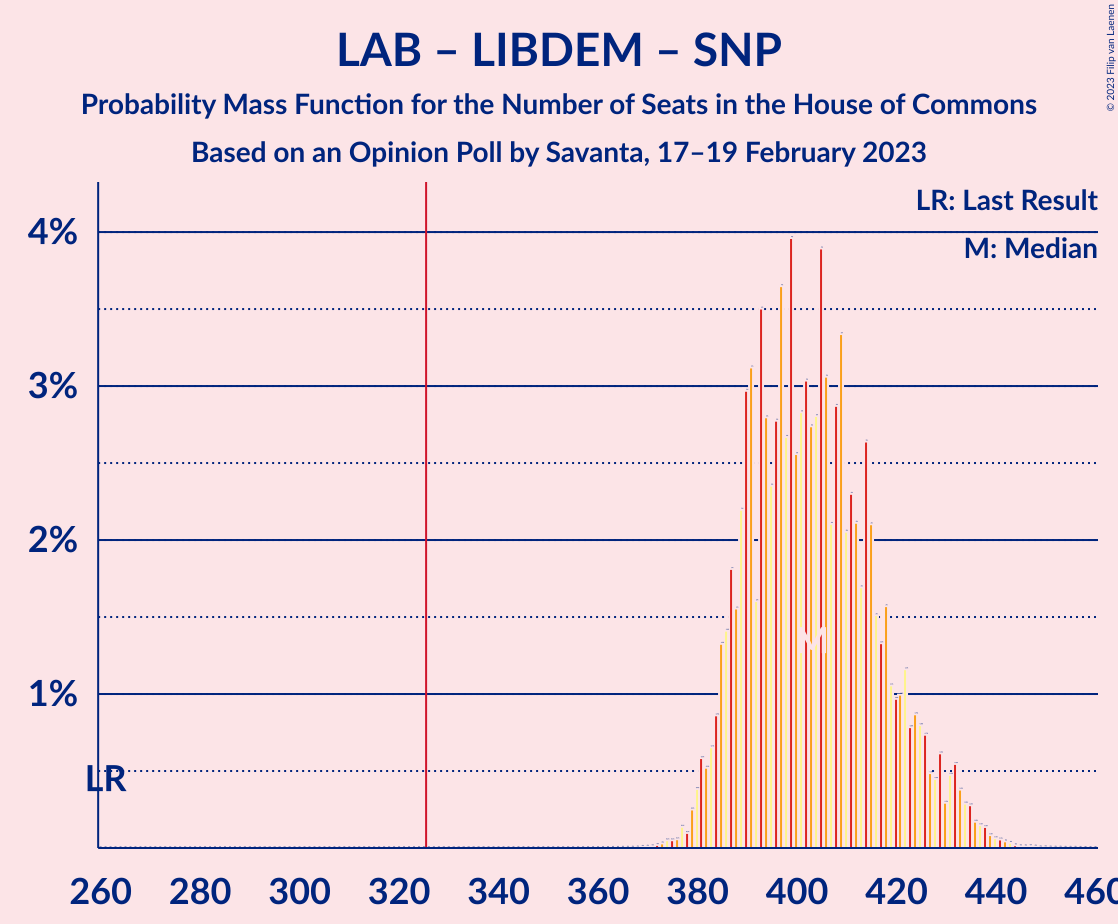 LAB – LIBDEM – SNP
Probability Mass Function for the Number of Seats in the House of Commons
Based on an Opinion Poll by Savanta, 17–19 February 2023
© 2023 Filip van Laenen
LR: Last Result
M: Median
4%
3%
2%
1%
M
LR
260 280 300 320 340 360 380 400 420 440 460